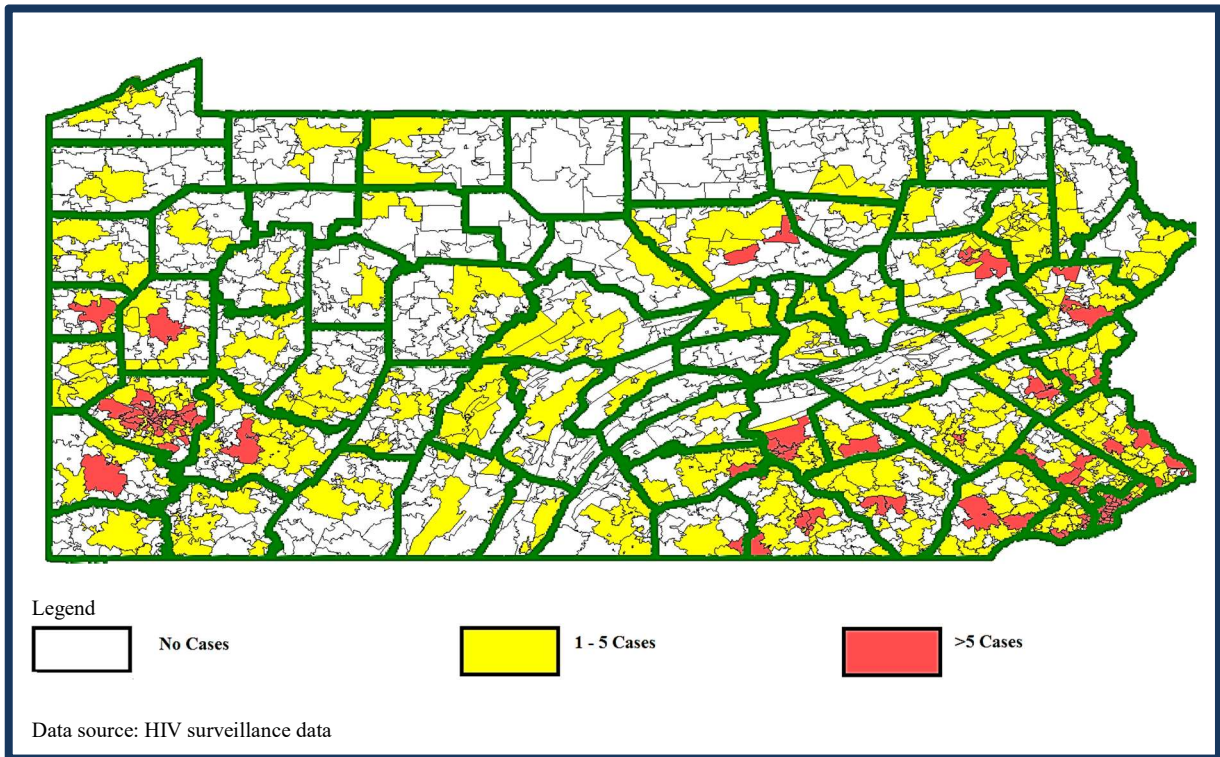 Legend
No Cases
1 - 5 Cases
>5 Cases
Data source: HIV surveillance data